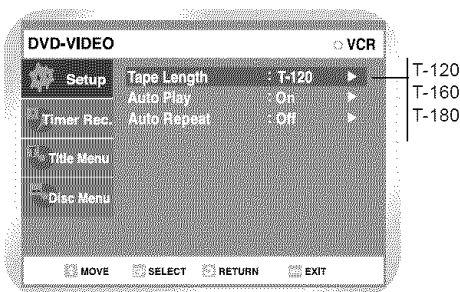 DVD-VIDEO VCR
Setup Tape Length : T-120
Auto Play : On
Timer Rec. Auto Repeat : Off
Title Menu
Disc Menu
MOVE SELECT RETURN EXIT
T-120
T-160
T-180